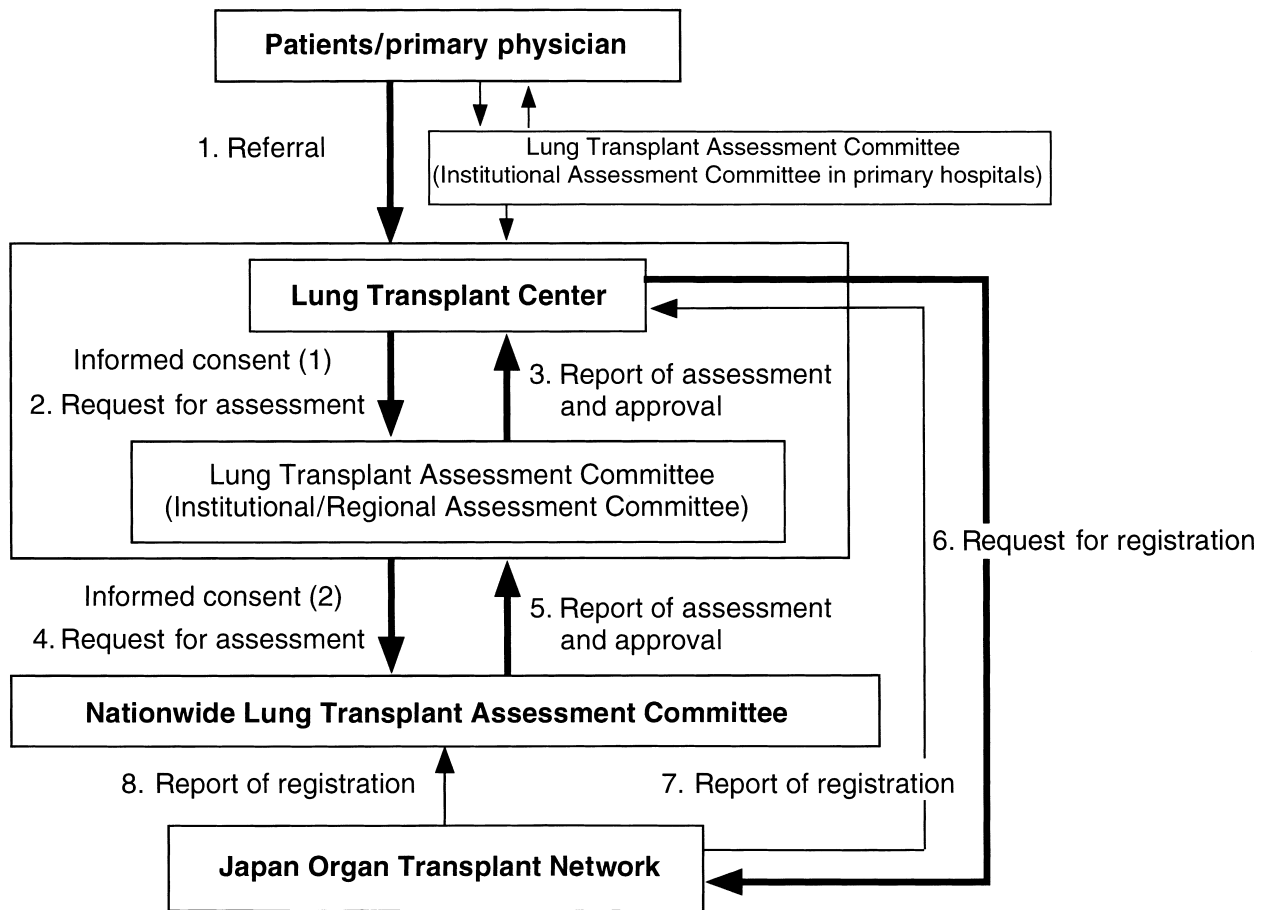 Patients/primary physician
1. Referral
Lung Transplant Assessment Committee
(Institutional Assessment Committee in primary hospitals)
Lung Transplant Center
Informed consent (1)
2. Request for assessment
3. Report of assessment
and approval
Lung Transplant Assessment Committee
(Institutional/Regional Assessment Committee)
6. Request for registration
Informed consent (2)
4. Request for assessment
5. Report of assessment
and approval
Nationwide Lung Transplant Assessment Committee
8. Report of registration
7. Report of registration
Japan Organ Transplant Network